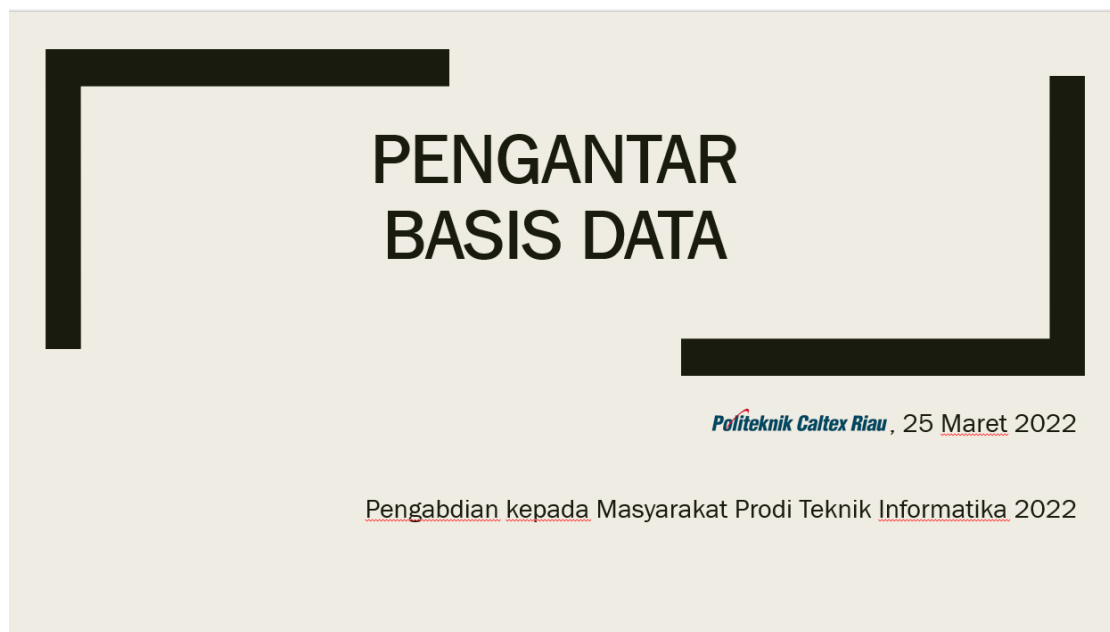 PENGANTAR
BASIS DATA
Politeknik Caltex Riau, 25 Maret 2022
Pengabdian kepada Masyarakat Prodi Teknik Informatika 2022